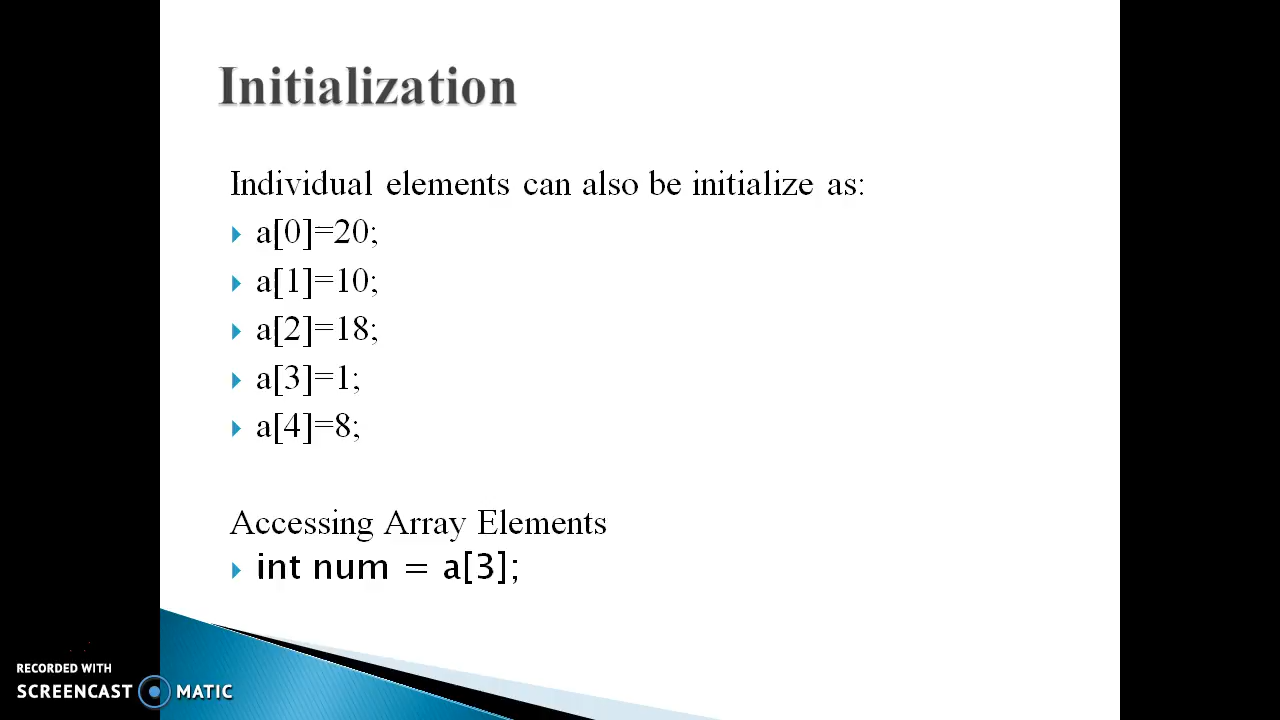 Initialization
Individual elements can also be initialize as:
a[0]=20;
a[1]=10;
a[2]=18;
a[3]=1;
a[4]=8;
Accessing Array Elements
int num = a[3];
RECORDED WITH
SCREENCAST MATIC